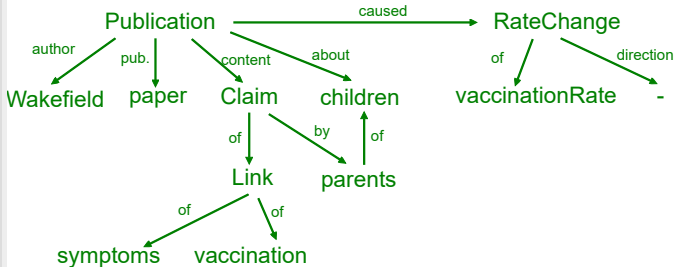 caused
Publication RateChange
author pub. content about of direction
Wakefield paper Claim children vaccinationRate -
of by of
Link parents
of of
symptoms vaccination